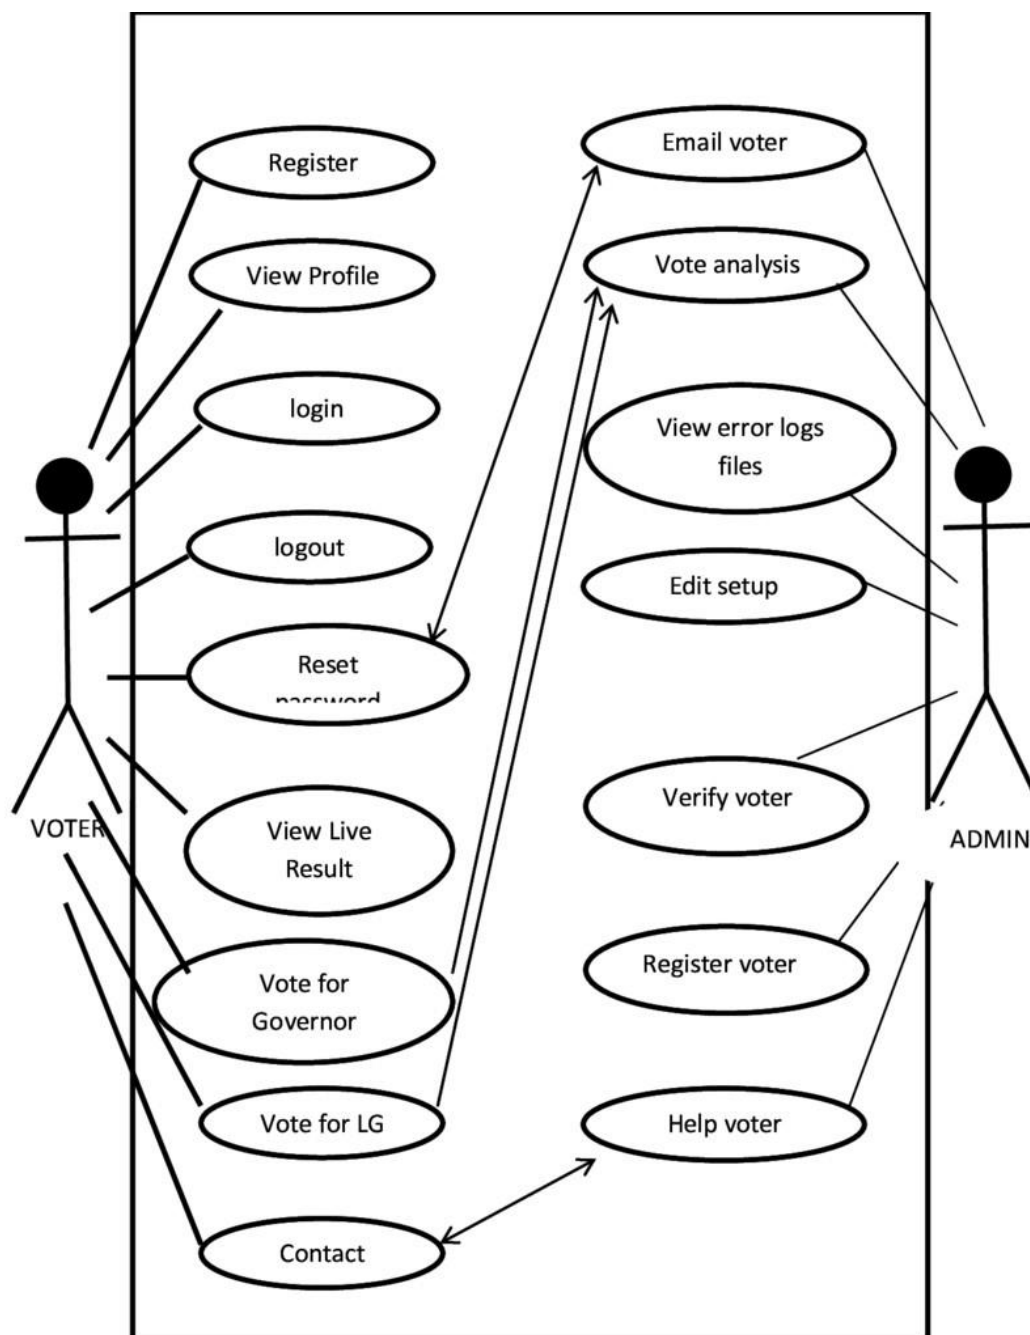 Register
View Profile
login
logout
Reset
password
View Live
Result
Vote for
Governor
Vote for LG
Contact
Email voter
Vote analysis
View error logs
files
Edit setup
Verify voter
Register voter
Help voter
VOTER
ADMIN